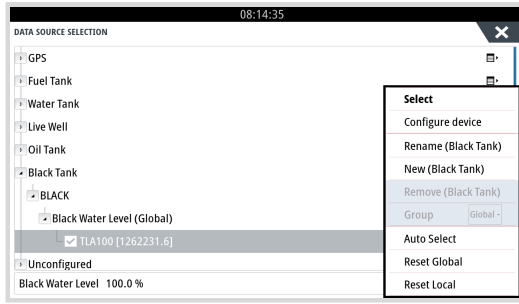 08:14:35
DATA SOURCE SELECTION
GPS
Fuel Tank
Water Tank
Live Well
Oil Tank
Black Tank
BLACK
Black Water Level (Global)
TLA100 [1262231.6]
Unconfigured
Black Water Level 100.0 %
Select
Configure device
Rename (Black Tank)
New (Black Tank)
Remove (Black Tank)
Group Global -
Auto Select
Reset Global
Reset Local